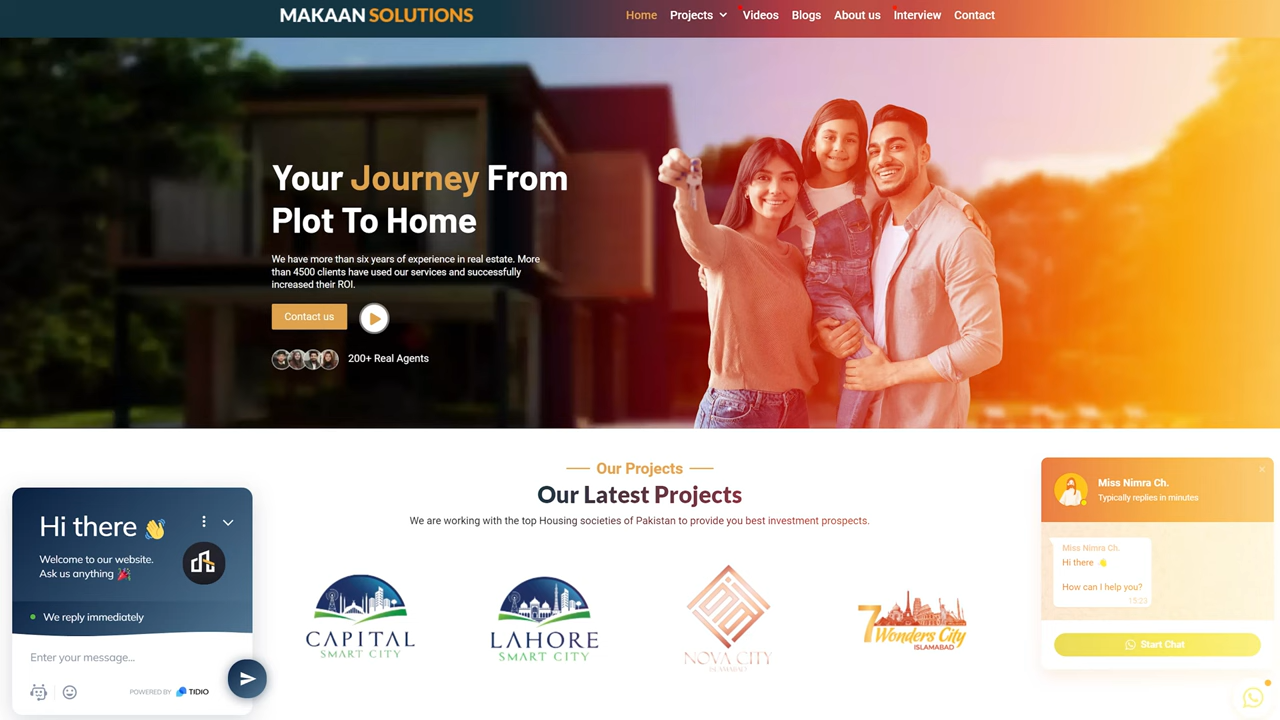 MAKAAN SOLUTIONS
Home Projects Videos Blogs About us Interview Contact
Your Journey From
Plot To Home
We have more than six years of experience in real estate. More
than 4500 clients have used our services and successfully
increased their ROI.
Contact us
200+ Real Agents
Our Projects
Our Latest Projects
We are working with the top Housing societies of Pakistan to provide you best investment prospects.
CAPITAL
SMART CITY
LAHORE
SMART CITY
NOVA CITY
ISLAMABAD
7 Wonders City
ISLAMABAD
Hi there 👋
Welcome to our website.
Ask us anything 🎉
We reply immediately
Enter your message...
POWERED BY TIDIO
Miss Nimra Ch.
Typically replies in minutes
Miss Nimra Ch.
Hi there 👋
How can I help you?
15:23
Start Chat